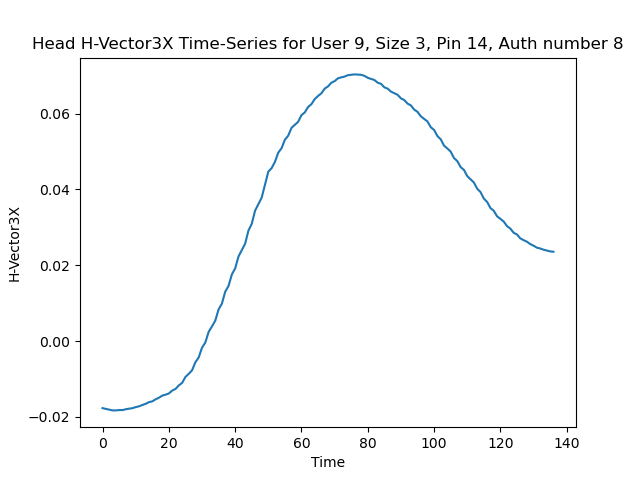 Head H-Vector3X Time-Series for User 9, Size 3, Pin 14, Auth number 8
H-Vector3X
0.06
0.04
0.02
0.00
−0.02
0 20 40 60 80 100 120 140
Time